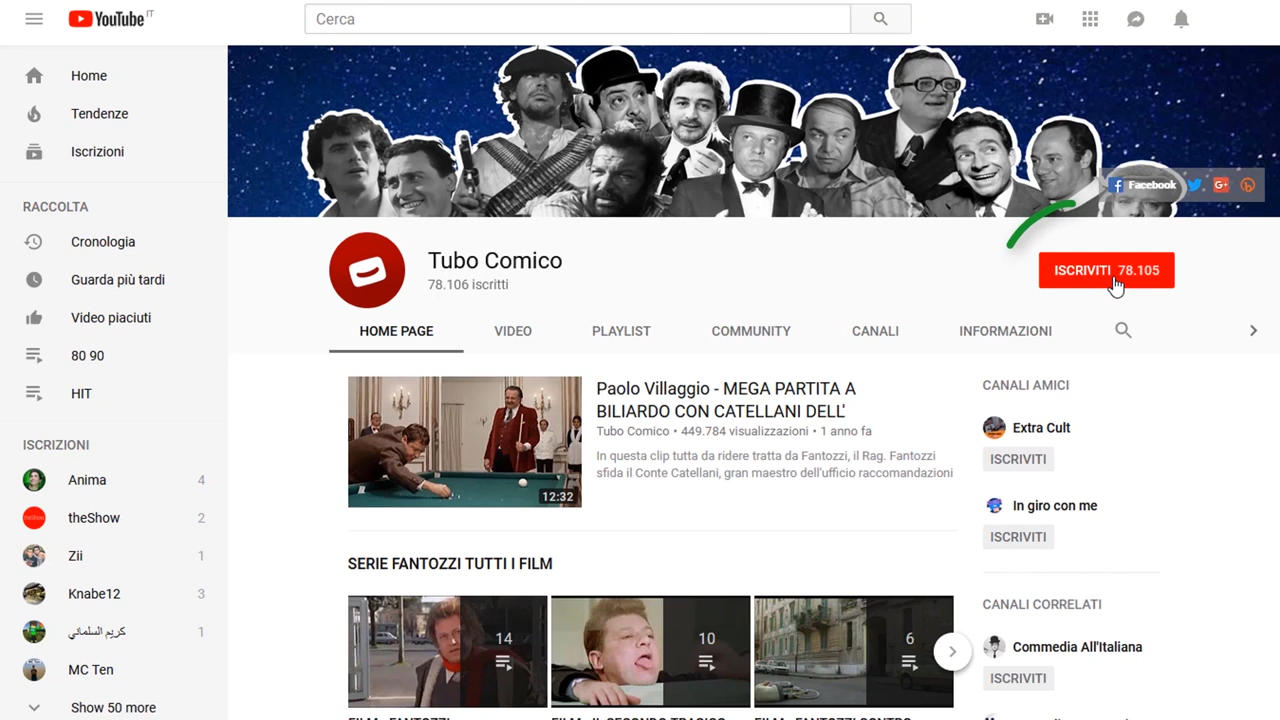 YouTube IT
Cerca
Home
Tendenze
Iscrizioni
RACCOLTA
Cronologia
Guarda più tardi
Video piaciuti
80 90
HIT
ISCRIZIONI
Anima 4
theShow 2
Zii 1
Knabe12 3
كريم السلماني 1
MC Ten
Show 50 more
Facebook
Tubo Comico
78.106 iscritti
ISCRIVITI 78.105
HOME PAGE VIDEO PLAYLIST COMMUNITY CANALI INFORMAZIONI
12:32
Paolo Villaggio - MEGA PARTITA A
BILIARDO CON CATELLANI DELL'
Tubo Comico • 449.784 visualizzazioni • 1 anno fa
In questa clip tutta da ridere tratta da Fantozzi, il Rag. Fantozzi
sfida il Conte Catellani, gran maestro dell'ufficio raccomandazioni
SERIE FANTOZZI TUTTI I FILM
14
10
6
CANALI AMICI
Extra Cult
ISCRIVITI
In giro con me
ISCRIVITI
CANALI CORRELATI
Commedia All'Italiana
ISCRIVITI